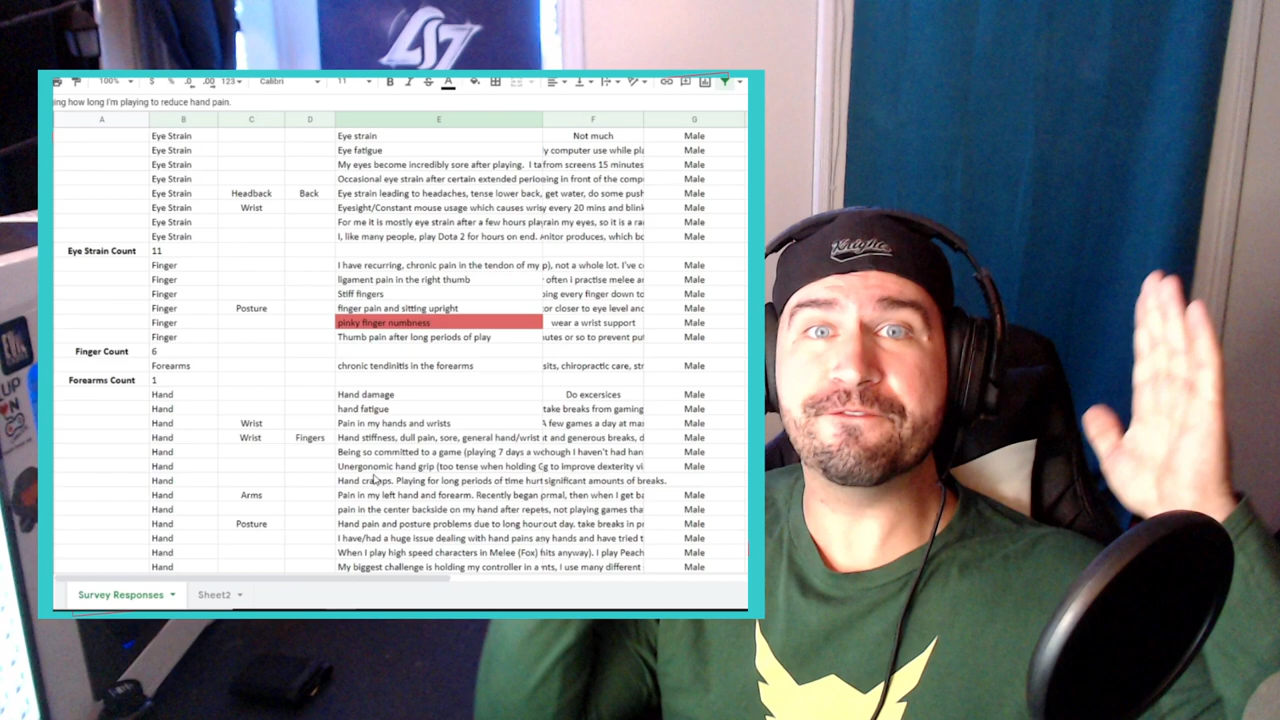 100% $ % .0 .00 123 Calibri 11 B I S A
ing how long I'm playing to reduce hand pain.
A B C D E F G
Eye Strain Eye strain Not much Male
Eye Strain Eye fatigue y computer use while pla Male
Eye Strain My eyes become incredibly sore after playing. I ta from screens 15 minutes Male
Eye Strain Occasional eye strain after certain extended perio ing in front of the comp Male
Eye Strain Headback Back Eye strain leading to headaches, tense lower back, get water, do some push Male
Eye Strain Wrist Eyesight/Constant mouse usage which causes wris y every 20 mins and blink Male
Eye Strain For me it is mostly eye strain after a few hours pla rain my eyes, so it is a ra Male
Eye Strain I, like many people, play Dota 2 for hours on end. nitor produces, which bo Male
Eye Strain Count 11
Finger I have recurring, chronic pain in the tendon of my p), not a whole lot. I've c Male
Finger ligament pain in the right thumb often I practise melee a Male
Finger Stiff fingers ing every finger down to Male
Finger Posture finger pain and sitting upright or closer to eye level and Male
Finger pinky finger numbness wear a wrist support Male
Finger Thumb pain after long periods of play utes or so to prevent pu Male
Finger Count 6
Forearms chronic tendinitis in the forearms sits, chiropractic care, str Male
Forearms Count 1
Hand Hand damage Do excersices Male
Hand hand fatigue take breaks from gaming Male
Hand Wrist Pain in my hands and wrists A few games a day at ma Male
Hand Wrist Fingers Hand stiffness, dull pain, sore, general hand/wrist t and generous breaks, d Male
Hand Being so committed to a game (playing 7 days a w chough I haven't had han Male
Hand Unergonomic hand grip (too tense when holding g to improve dexterity vi Male
Hand Hand cramps. Playing for long periods of time hurt significant amounts of breaks.
Hand Arms Pain in my left hand and forearm. Recently began rmal, then when I get ba Male
Hand pain in the center backside on my hand after repe ts, not playing games tha Male
Hand Posture Hand pain and posture problems due to long hour out day. take breaks in p Male
Hand I have/had a huge issue dealing with hand pains a y hands and have tried t Male
Hand When I play high speed characters in Melee (Fox) hits anyway). I play Peach Male
Hand My biggest challenge is holding my controller in a nts, I use many different Male
Survey Responses Sheet2
Knights